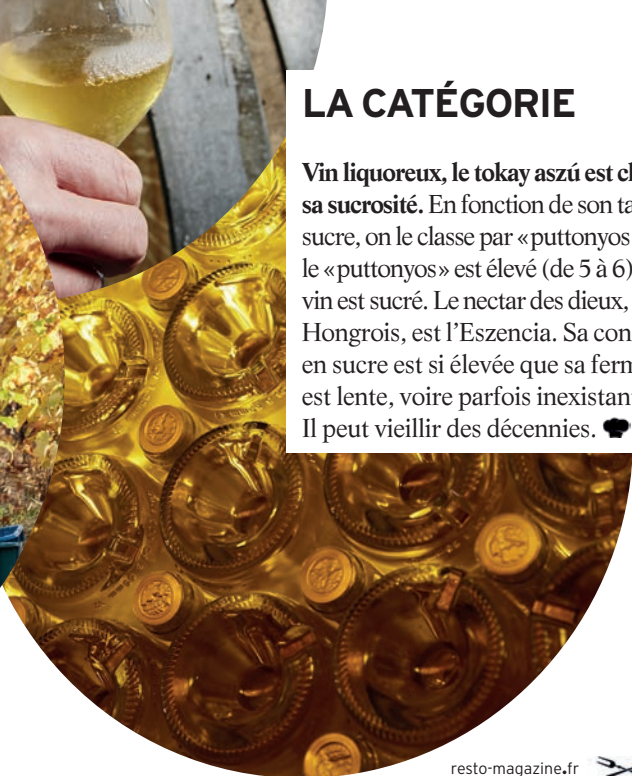 LA CATÉGORIE
Vin liquoreux, le tokay aszú est
sa sucrosité. En fonction de son
sucre, on le classe par «puttonyos
le «puttonyos» est élevé (de 5 à 6)
vin est sucré. Le nectar des dieux,
Hongrois, est l’Eszencia. Sa
en sucre est si élevée que sa
est lente, voire parfois
Il peut vieillir des décennies.
resto-magazine.fr